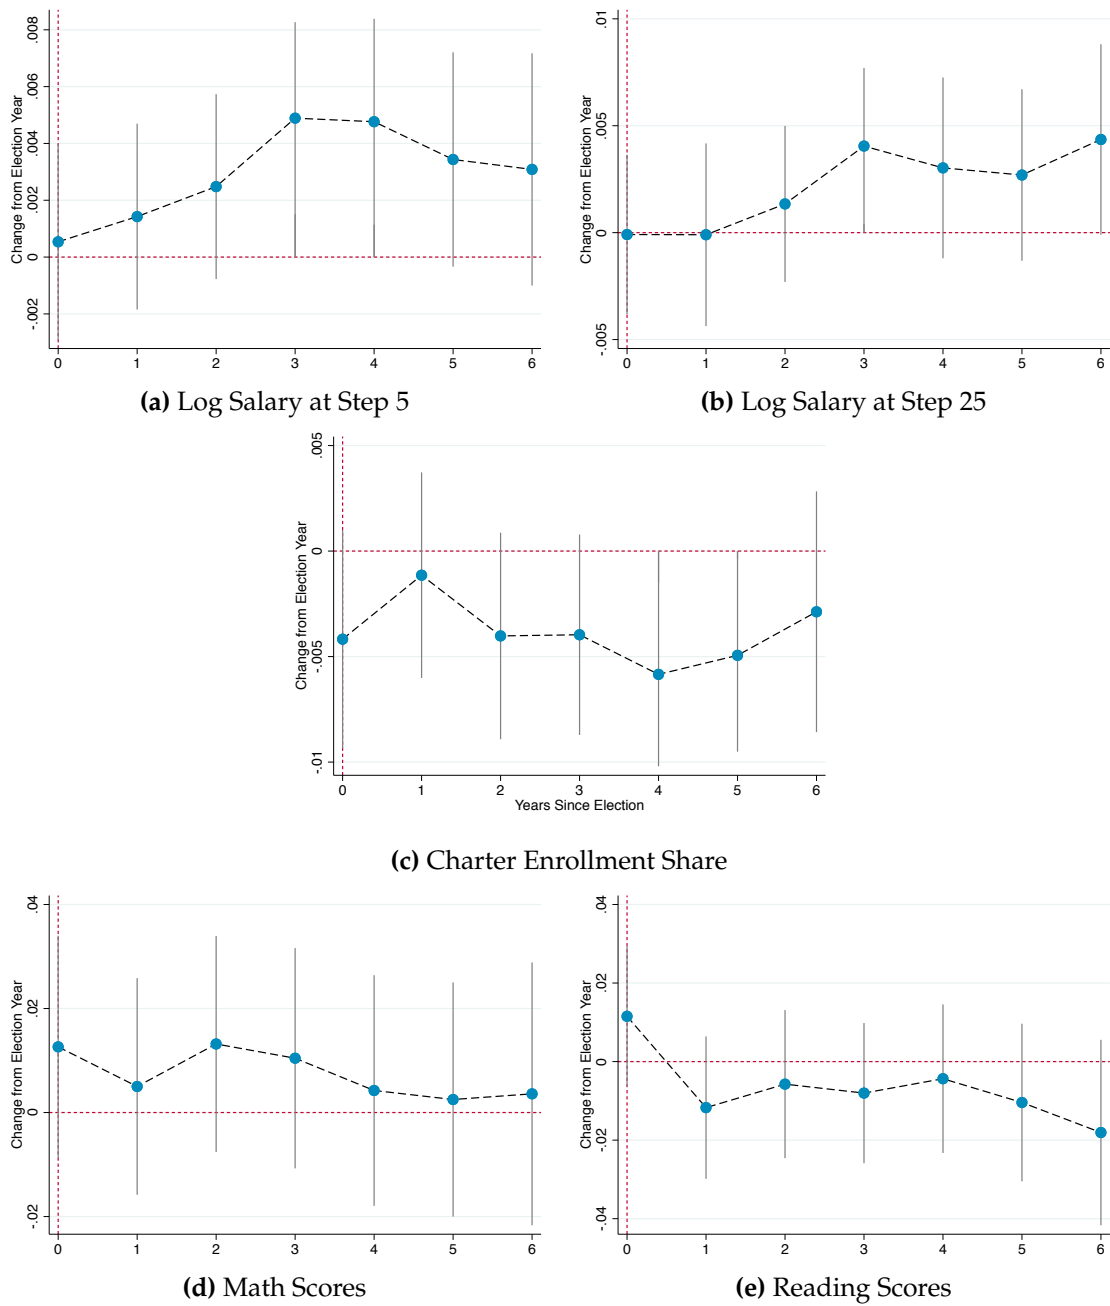 Change from Election Year
.008
.006
.004
.002
0
-.002
0 1 2 3 4 5 6
(a) Log Salary at Step 5
Change from Election Year
.01
.005
0
-.005
0 1 2 3 4 5 6
(b) Log Salary at Step 25
Change from Election Year
.005
0
-.005
-.01
0 1 2 3 4 5 6
Years Since Election
(c) Charter Enrollment Share
Change from Election Year
.04
.02
0
-.02
0 1 2 3 4 5 6
(d) Math Scores
Change from Election Year
.04
.02
0
-.02
-.04
0 1 2 3 4 5 6
(e) Reading Scores